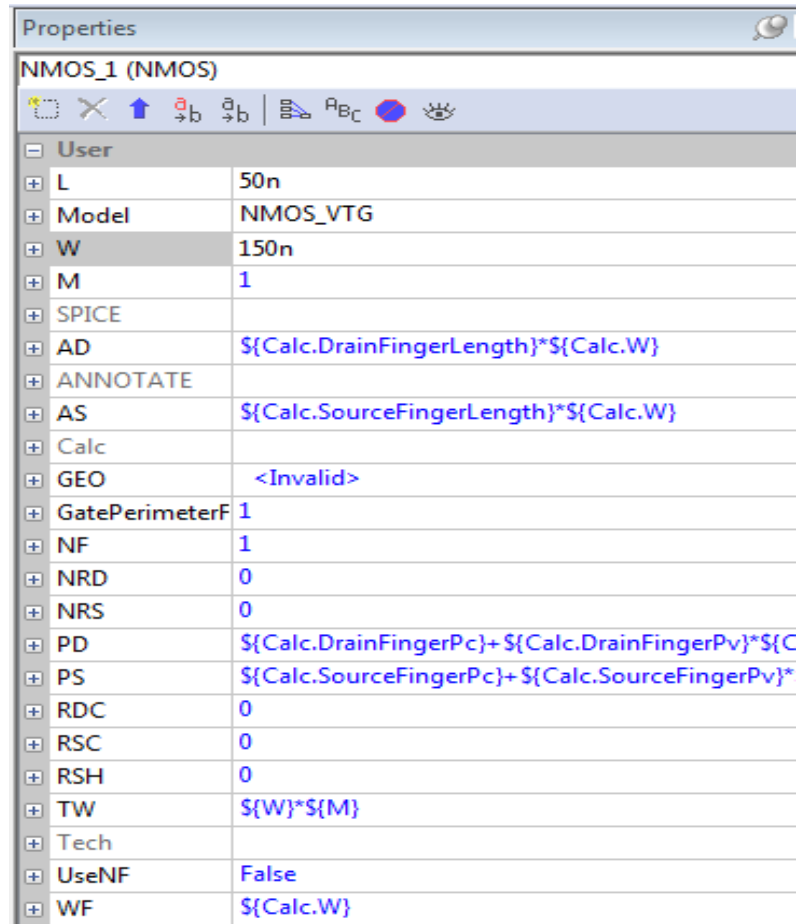 Properties
NMOS_1 (NMOS)
a→b a→b ABC
User
L 50n
Model NMOS_VTG
W 150n
M 1
SPICE
AD ${Calc.DrainFingerLength}*${Calc.W}
ANNOTATE
AS ${Calc.SourceFingerLength}*${Calc.W}
Calc
GEO <Invalid>
GatePerimeterF 1
NF 1
NRD 0
NRS 0
PD ${Calc.DrainFingerPc}+${Calc.DrainFingerPv}*${C
PS ${Calc.SourceFingerPc}+${Calc.SourceFingerPv}*
RDC 0
RSC 0
RSH 0
TW ${W}*${M}
Tech
UseNF False
WF ${Calc.W}